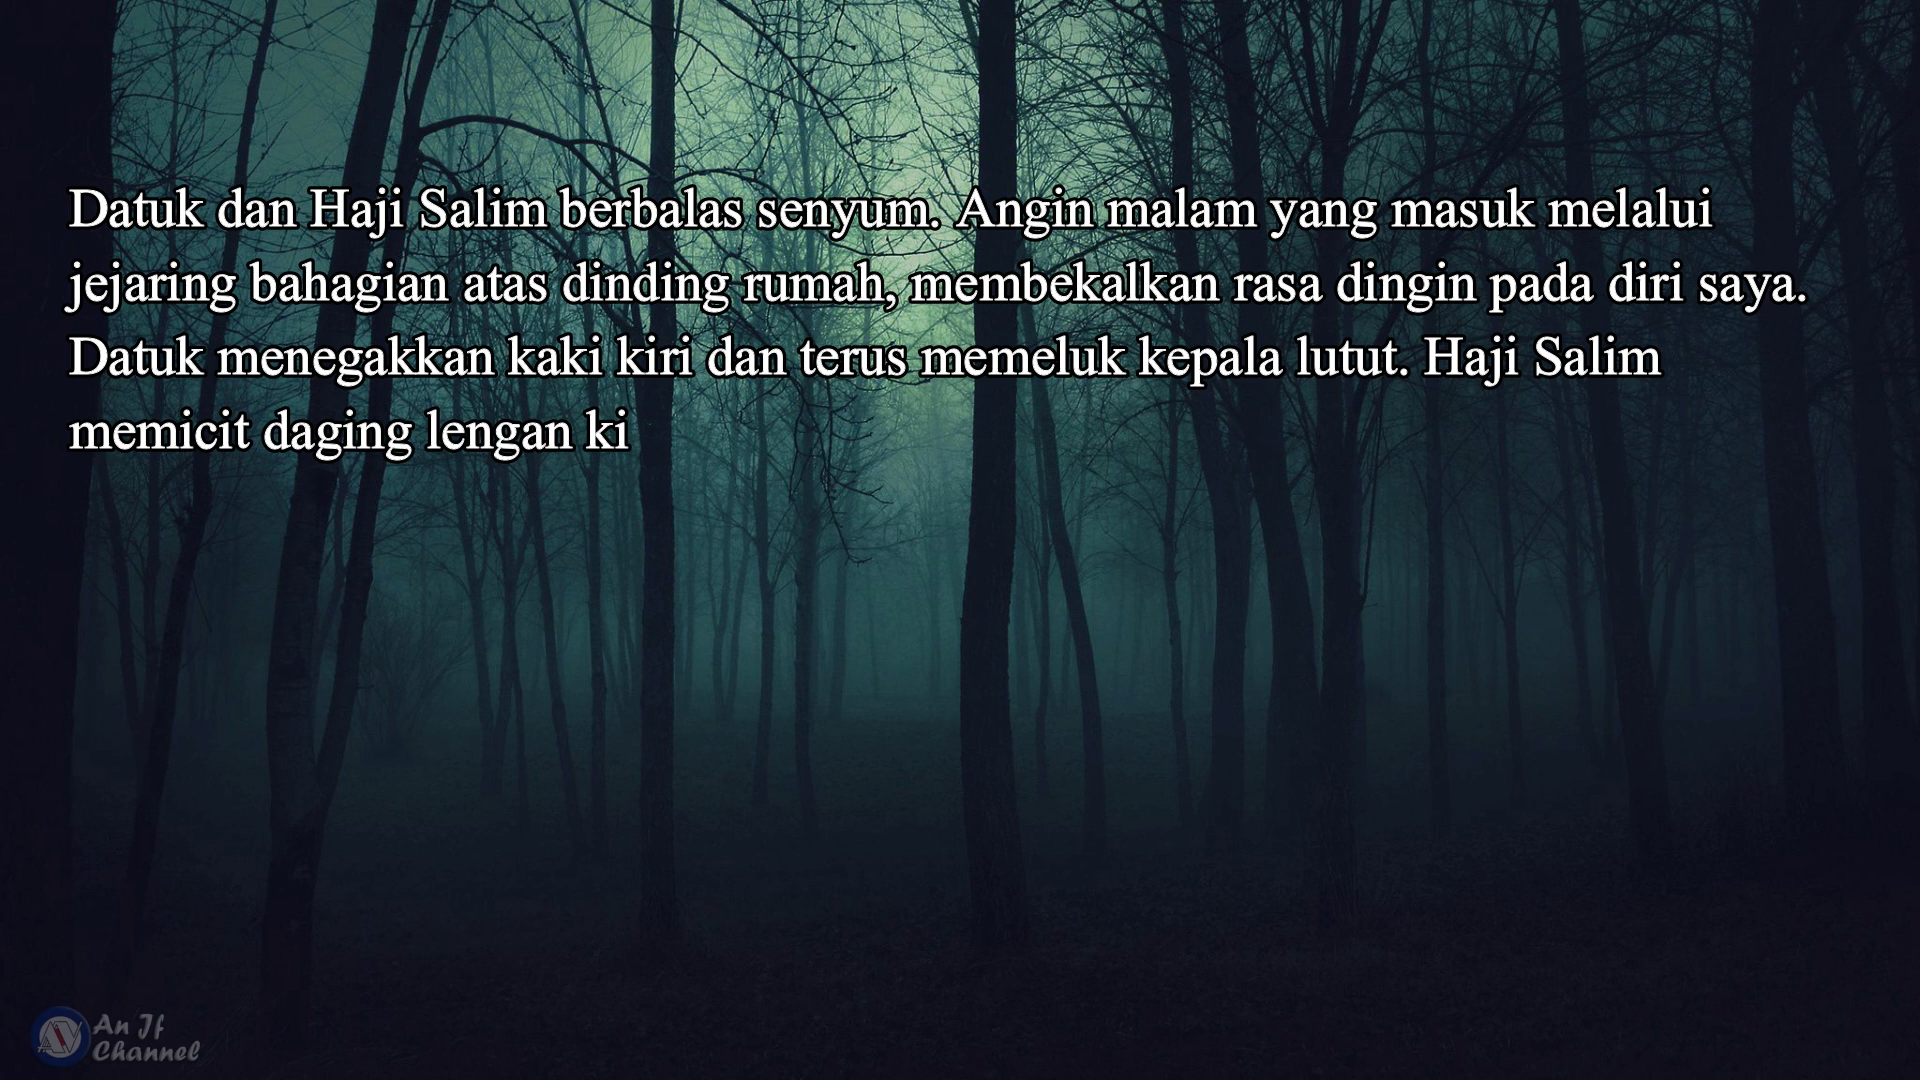 Datuk dan Haji Salim berbalas senyum. Angin malam yang masuk melalui
jejaring bahagian atas dinding rumah, membekalkan rasa dingin pada diri saya.
Datuk menegakkan kaki kiri dan terus memeluk kepala lutut. Haji Salim
memicit daging lengan ki
An If
Channel